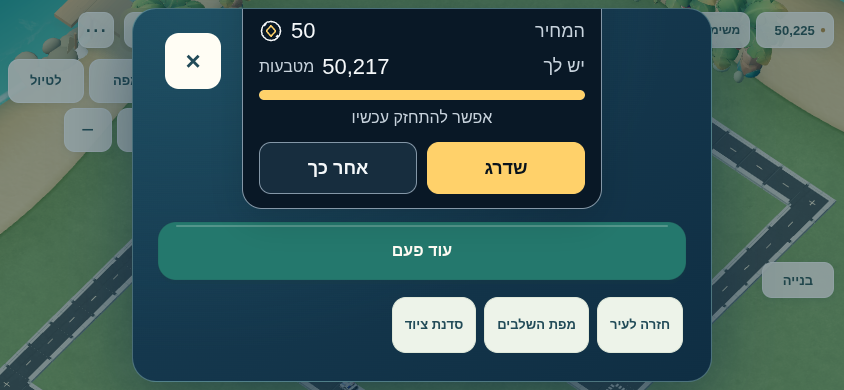 50,225
משימ
...
לטיול
מפה
−
×
המחיר 50
יש לך 50,217 מטבעות
אפשר להתחזק עכשיו
שדרג
אחר כך
עוד פעם
בנייה
חזרה לעיר
מפת השלבים
סדנת ציוד